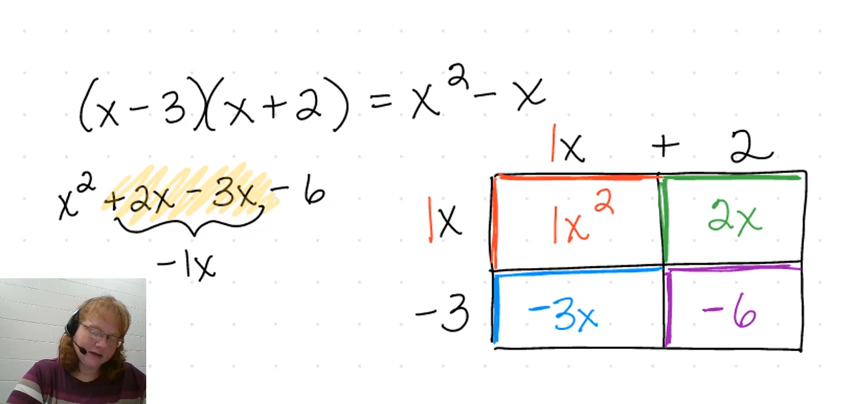 (x-3)(x+2) = x² - x
x² +2x - 3x - 6
-1x
1x + 2
1x 1x² 2x
-3 -3x -6